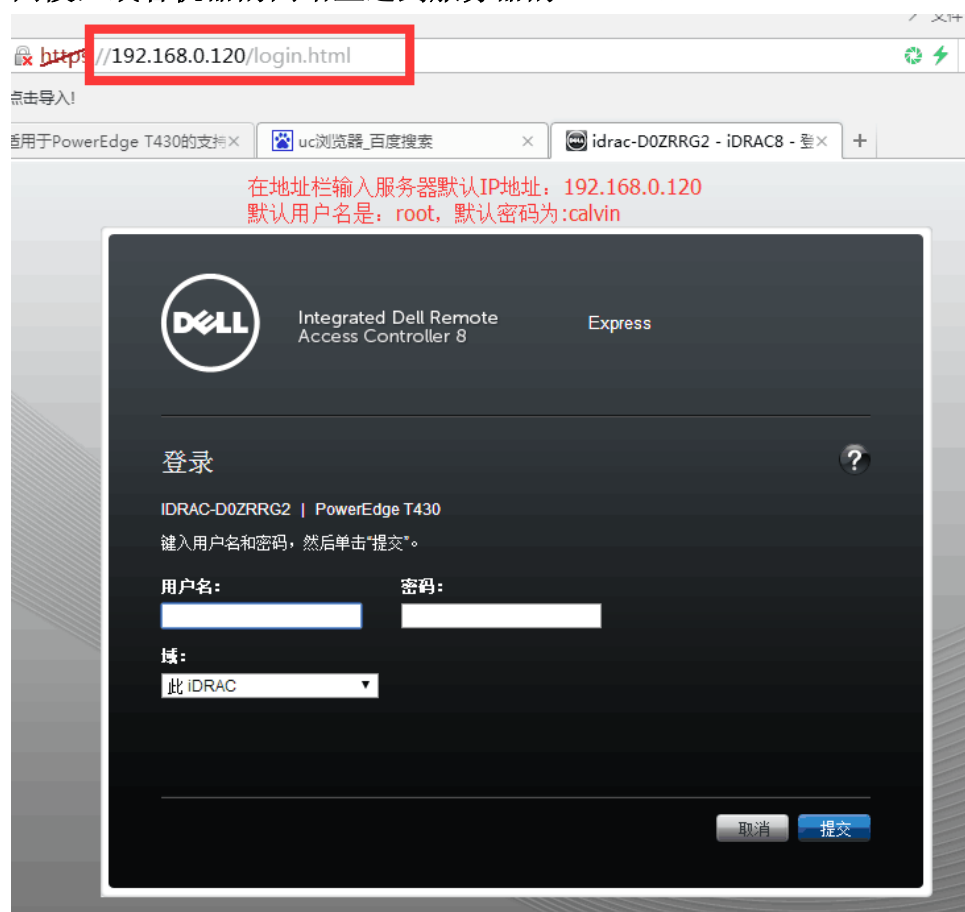 文件
https://192.168.0.120/login.html
点击导入!
适用于PowerEdge T430的支持
uc浏览器_百度搜索
idrac-D0ZRRG2 - iDRAC8 - 登
在地址栏输入服务器默认IP地址：192.168.0.120
默认用户名是：root，默认密码为:calvin
DELL
Integrated Dell Remote
Access Controller 8
Express
登录
?
IDRAC-D0ZRRG2 | PowerEdge T430
键入用户名和密码，然后单击“提交”。
用户名：
密码：
域：
此 iDRAC
取消
提交